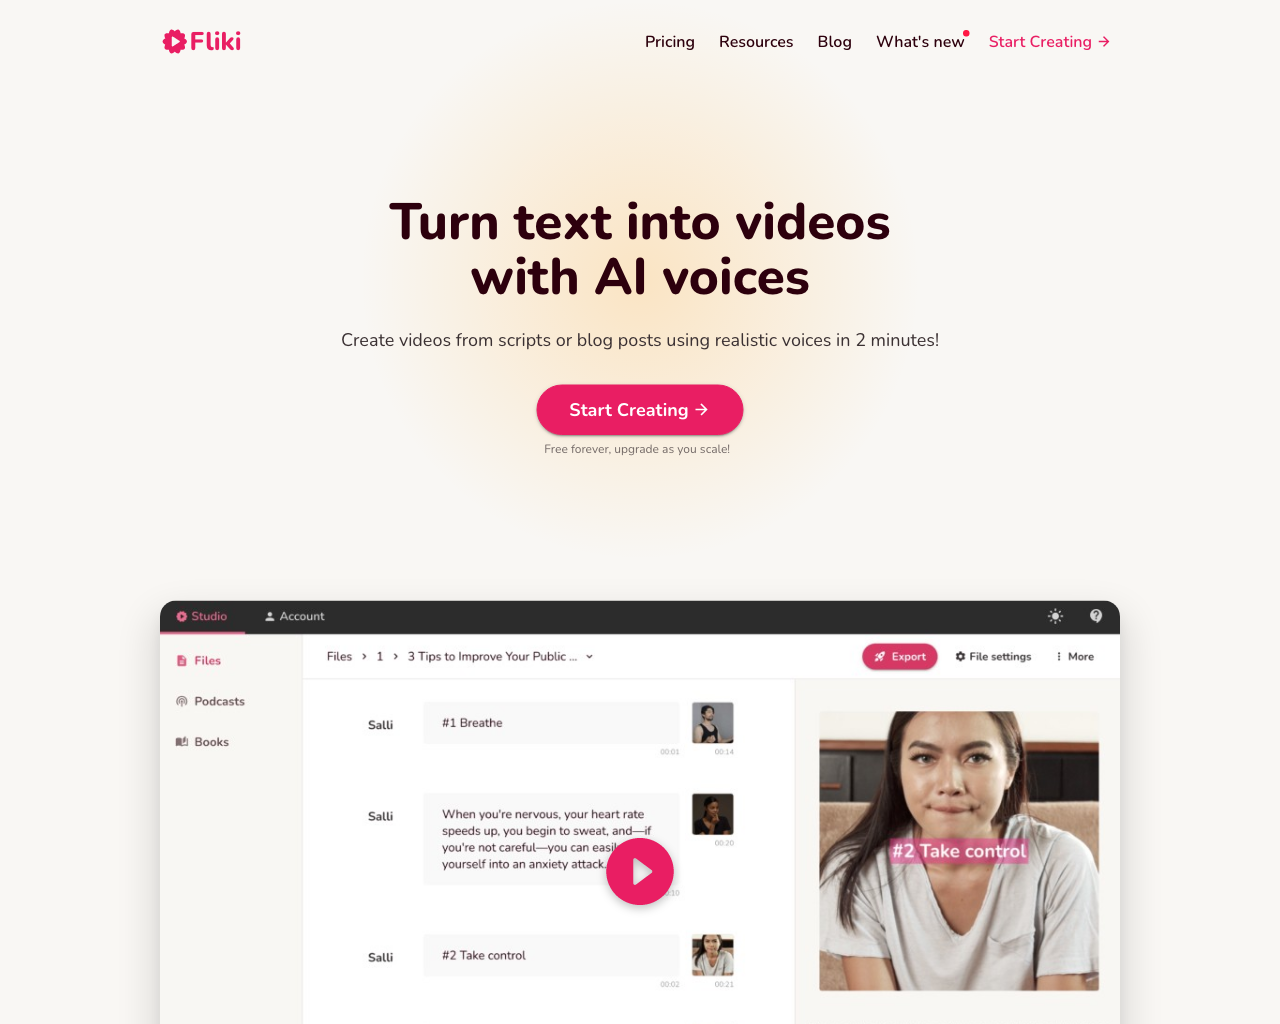 Fliki
Pricing
Resources
Blog
What's new
Start Creating →
Turn text into videos
with AI voices
Create videos from scripts or blog posts using realistic voices in 2 minutes!
Start Creating →
Free forever, upgrade as you scale!
Studio
Account
Files
Podcasts
Books
Files > 1 > 3 Tips to Improve Your Public ...
Export
File settings
More
Salli
#1 Breathe
00:01
00:14
Salli
When you're nervous, your heart rate
speeds up, you begin to sweat, and—if
you're not careful—you can
yourself into an anxiety attack.
00:20
Salli
#2 Take control
00:02
00:21
#2 Take control